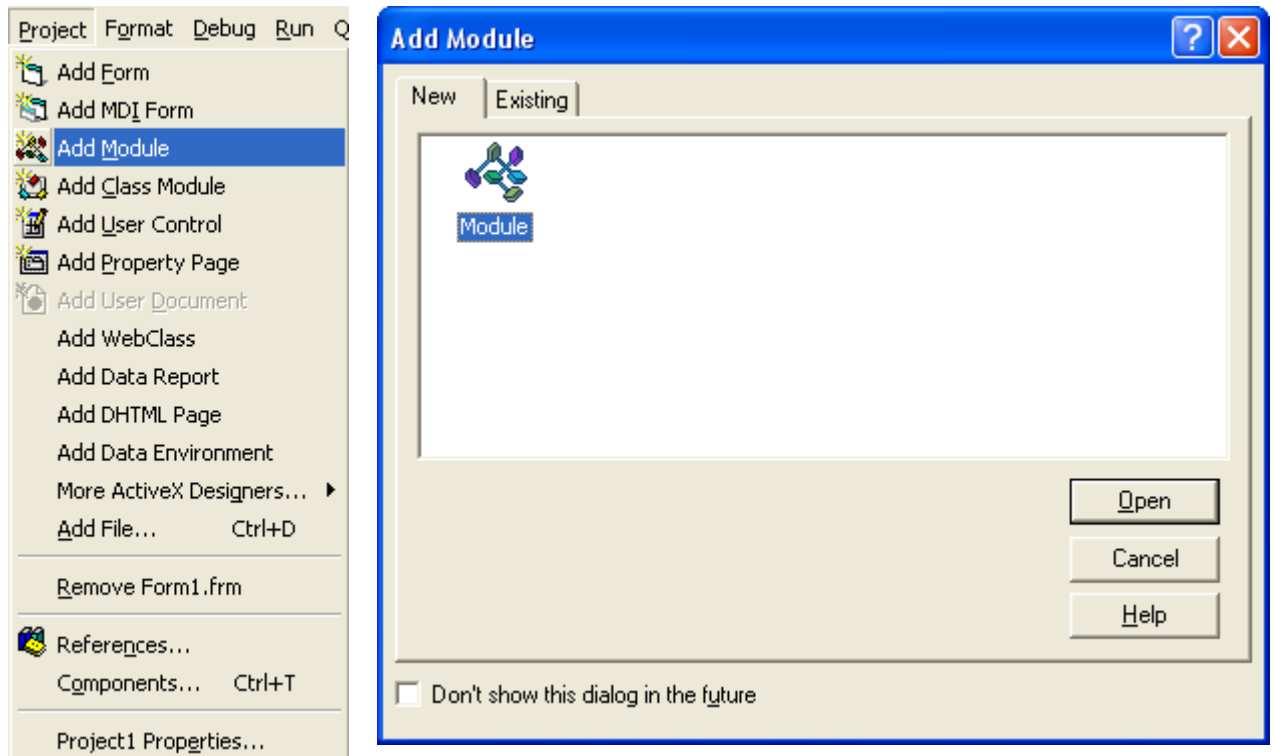 Project Format Debug Run Q
Add Form
Add MDI Form
Add Module
Add Class Module
Add User Control
Add Property Page
Add User Document
Add WebClass
Add Data Report
Add DHTML Page
Add Data Environment
More ActiveX Designers...
Add File... Ctrl+D
Remove Form1.frm
References...
Components... Ctrl+T
Project1 Properties...
Add Module
New Existing
Module
Open
Cancel
Help
Don't show this dialog in the future